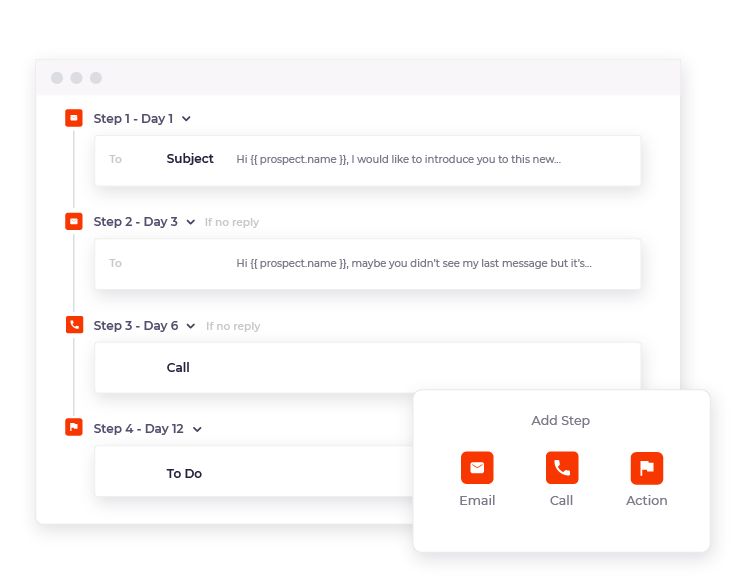 Step 1 - Day 1
To Subject Hi {{ prospect.name }}, I would like to introduce you to this new...
Step 2 - Day 3 If no reply
To Hi {{ prospect.name }}, maybe you didn't see my last message but it's...
Step 3 - Day 6 If no reply
Call
Step 4 - Day 12
To Do
Add Step
Email Call Action